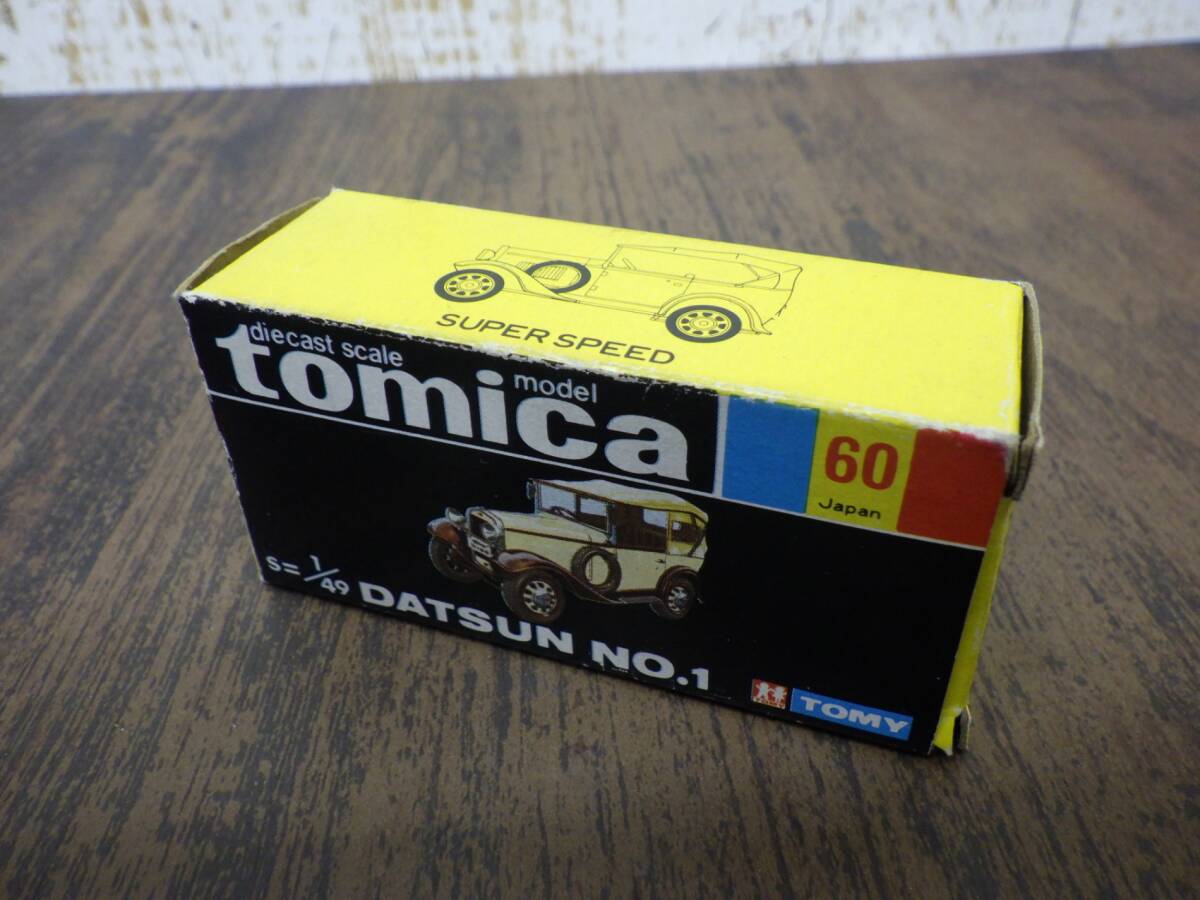 SUPER SPEED
diecast scale
tomica
model
60
Japan
S=1/49 DATSUN NO.1
TOMY